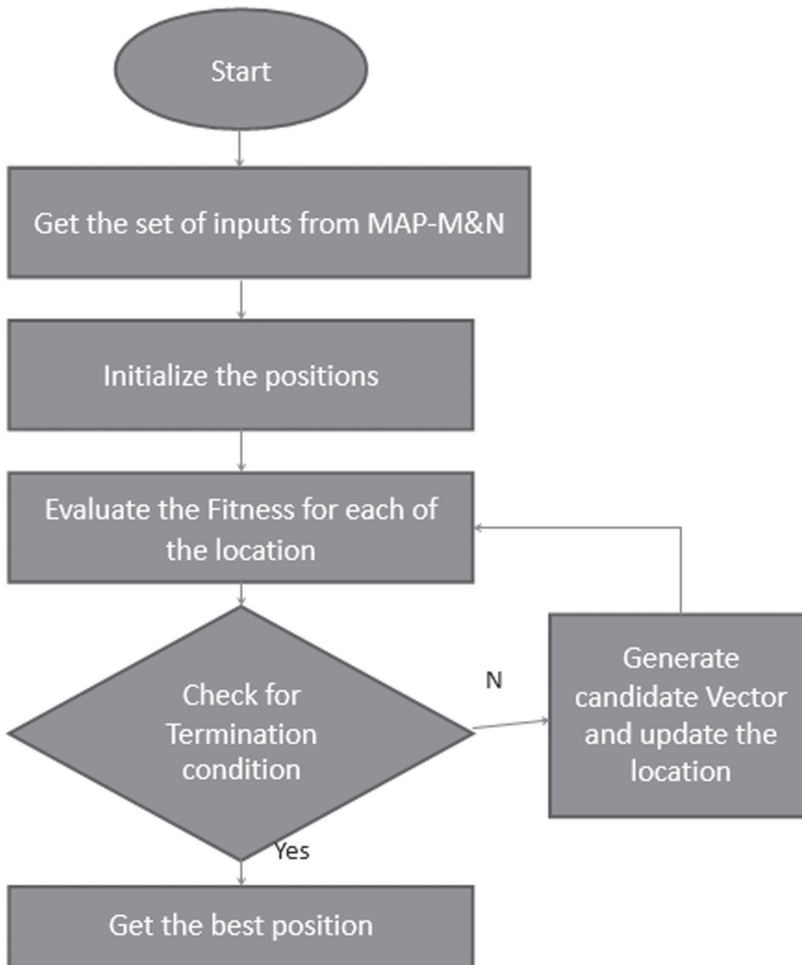 Start
Get the set of inputs from MAP-M&N
Initialize the positions
Evaluate the Fitness for each of
the location
Check for
Termination
condition
N
Generate
candidate Vector
and update the
location
Yes
Get the best position